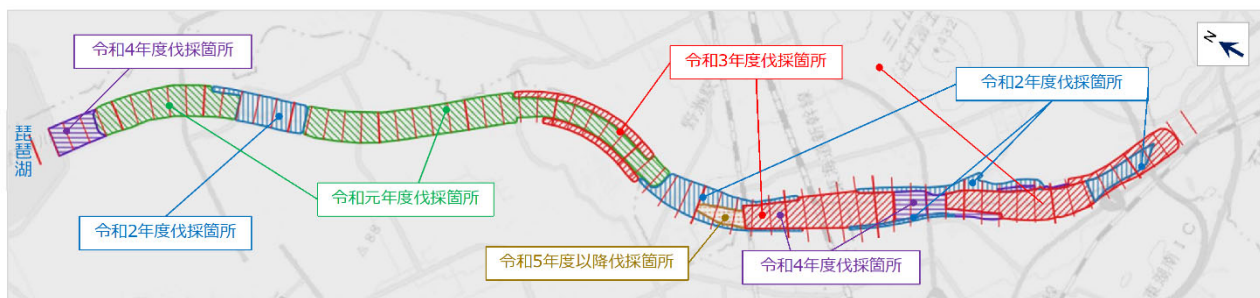 令和4年度伐採箇所
令和3年度伐採箇所
令和2年度伐採箇所
N
琵琶湖
令和元年度伐採箇所
令和2年度伐採箇所
令和5年度以降伐採箇所
令和4年度伐採箇所